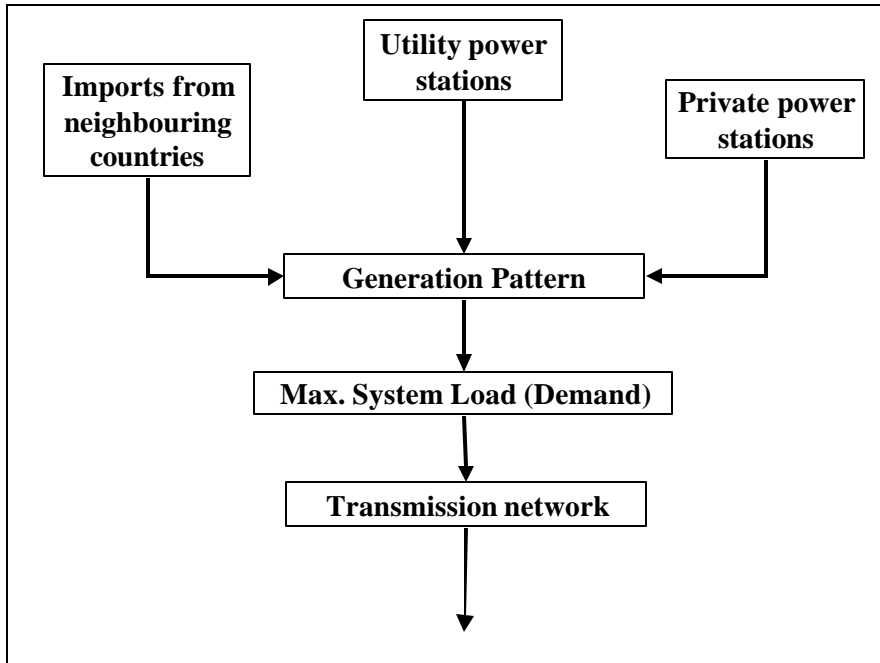 Utility power
stations
Imports from
neighbouring
countries
Private power
stations
Generation Pattern
Max. System Load (Demand)
Transmission network